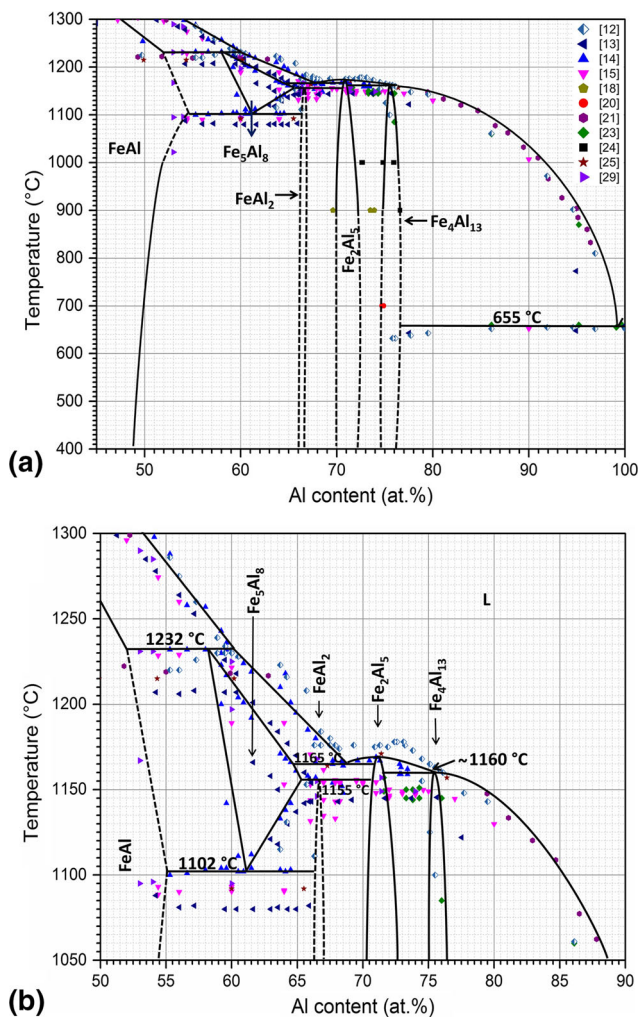 1300
1200
1100
1000
900
800
700
600
500
400
Temperature (°C)
FeAl
Fe5Al8
FeAl2
Fe2Al5
Fe4Al13
655 °C
[12]
[13]
[14]
[15]
[18]
[20]
[21]
[23]
[24]
[25]
[29]
50 60 70 80 90 100
Al content (at.%)
(a)
1300
1250
1200
1150
1100
1050
Temperature (°C)
1232 °C
Fe5Al8
FeAl2
Fe2Al5
Fe4Al13
L
1165 °C
~1160 °C
1155°C
FeAl
1102 °C
50 55 60 65 70 75 80 85 90
Al content (at.%)
(b)